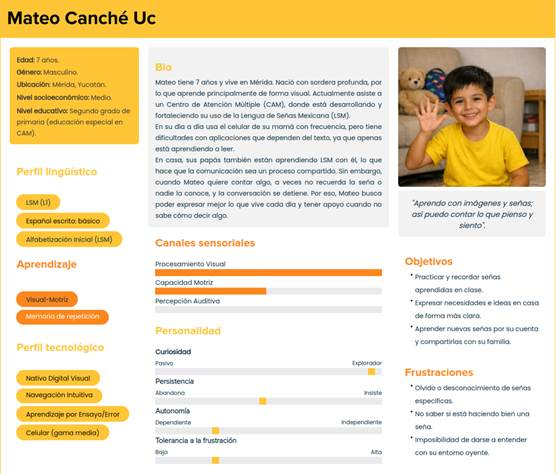 Mateo Canché Uc
Edad: 7 años.
Género: Masculino.
Ubicación: Mérida, Yucatán.
Nivel socioeconómico: Medio.
Nivel educativo: Segundo grado de
primaria (educación especial en
CAM).
Perfil lingüístico
LSM (L1)
Español escrito: básico
Alfabetización Inicial (LSM)
Aprendizaje
Visual-Motriz
Memoria de repetición
Perfil tecnológico
Nativo Digital Visual
Navegación Intuitiva
Aprendizaje por Ensayo/Error
Celular (gama media)
Bio
Mateo tiene 7 años y vive en Mérida. Nació con sordera profunda, por
lo que aprende principalmente de forma visual. Actualmente asiste a
un Centro de Atención Múltiple (CAM), donde está desarrollando y
fortaleciendo su uso de la Lengua de Señas Mexicana (LSM).
En su día a día usa el celular de su mamá con frecuencia, pero tiene
dificultades con aplicaciones que dependen del texto, ya que apenas
está aprendiendo a leer.
En casa, sus papás también están aprendiendo LSM con él, lo que
hace que la comunicación sea un proceso compartido. Sin embargo,
cuando Mateo quiere contar algo, a veces no recuerda la seña o
nadie la conoce, y la conversación se detiene. Por eso, Mateo busca
poder expresar mejor lo que vive cada día y tener apoyo cuando no
sabe cómo decir algo.
Canales sensoriales
Procesamiento Visual
Capacidad Motriz
Percepción Auditiva
Personalidad
Curiosidad
Pasivo Explorador
Persistencia
Abandona Insiste
Autonomía
Dependiente Independiente
Tolerancia a la frustración
Baja Alta
"Aprendo con imágenes y señas;
así puedo contar lo que pienso y
siento".
Objetivos
• Practicar y recordar señas
aprendidas en clase.
• Expresar necesidades e ideas en casa
de forma más clara.
• Aprender nuevas señas por su cuenta
y compartirlas con su familia.
Frustraciones
• Olvido o desconocimiento de señas
específicas.
• No saber si está haciendo bien una
seña.
• Imposibilidad de darse a entender
con su entorno oyente.